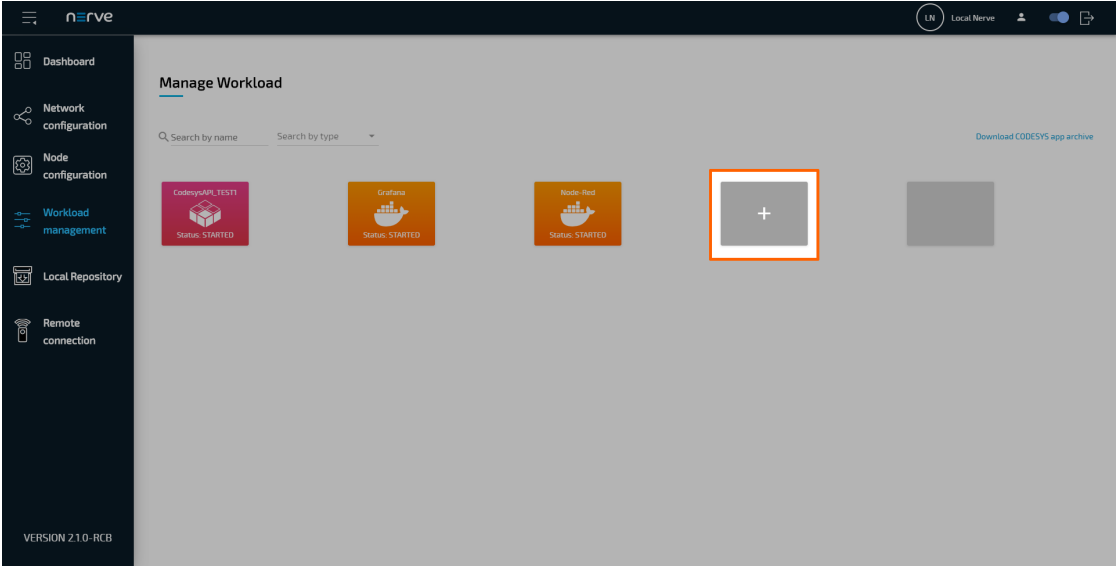 nerve
LN Local Nerve
Dashboard
Network
configuration
Node
configuration
Workload
management
Local Repository
Remote
connection
VERSION 2.1.0-RCB
Manage Workload
Search by name
Search by type
Download CODESYS app archive
CodesysAPI_TEST1
Status: STARTED
Grafana
Status: STARTED
Node-Red
Status: STARTED
+